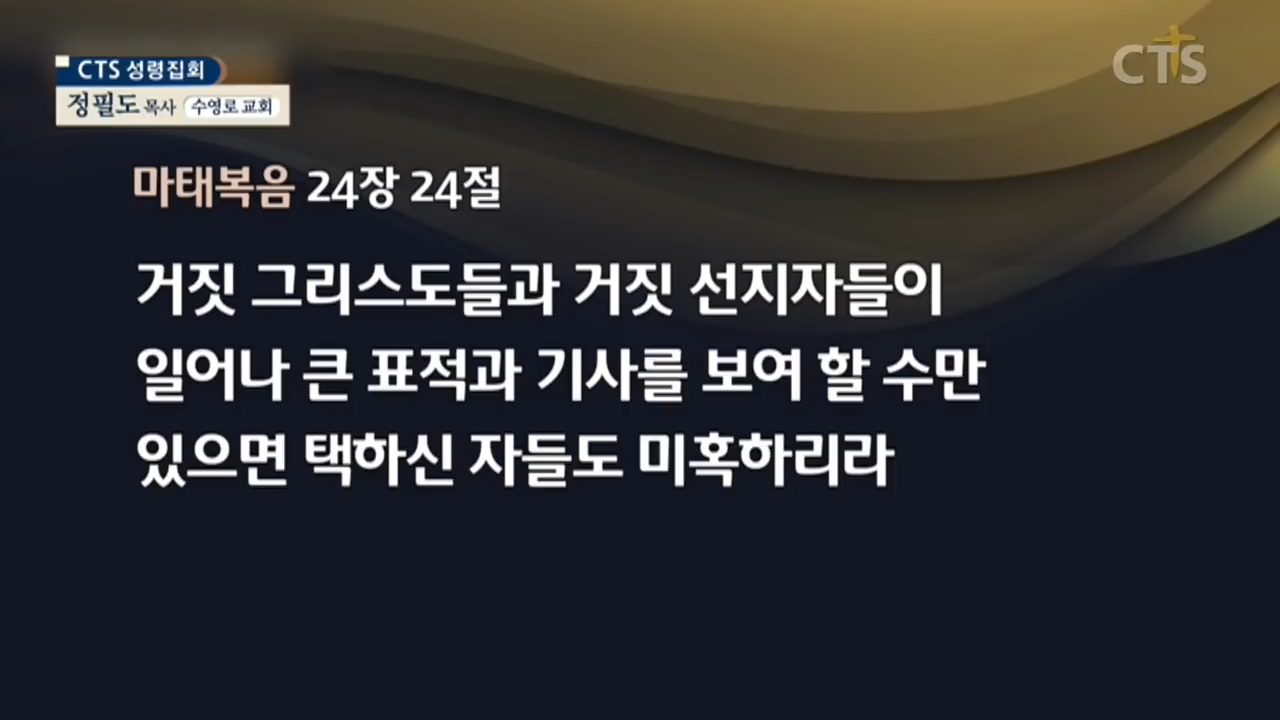 CTS 성령집회
CTS
정필도 목사 수영로 교회
마태복음 24장 24절
거짓 그리스도들과 거짓 선지자들이
일어나 큰 표적과 기사를 보여 할 수만
있으면 택하신 자들도 미혹하리라